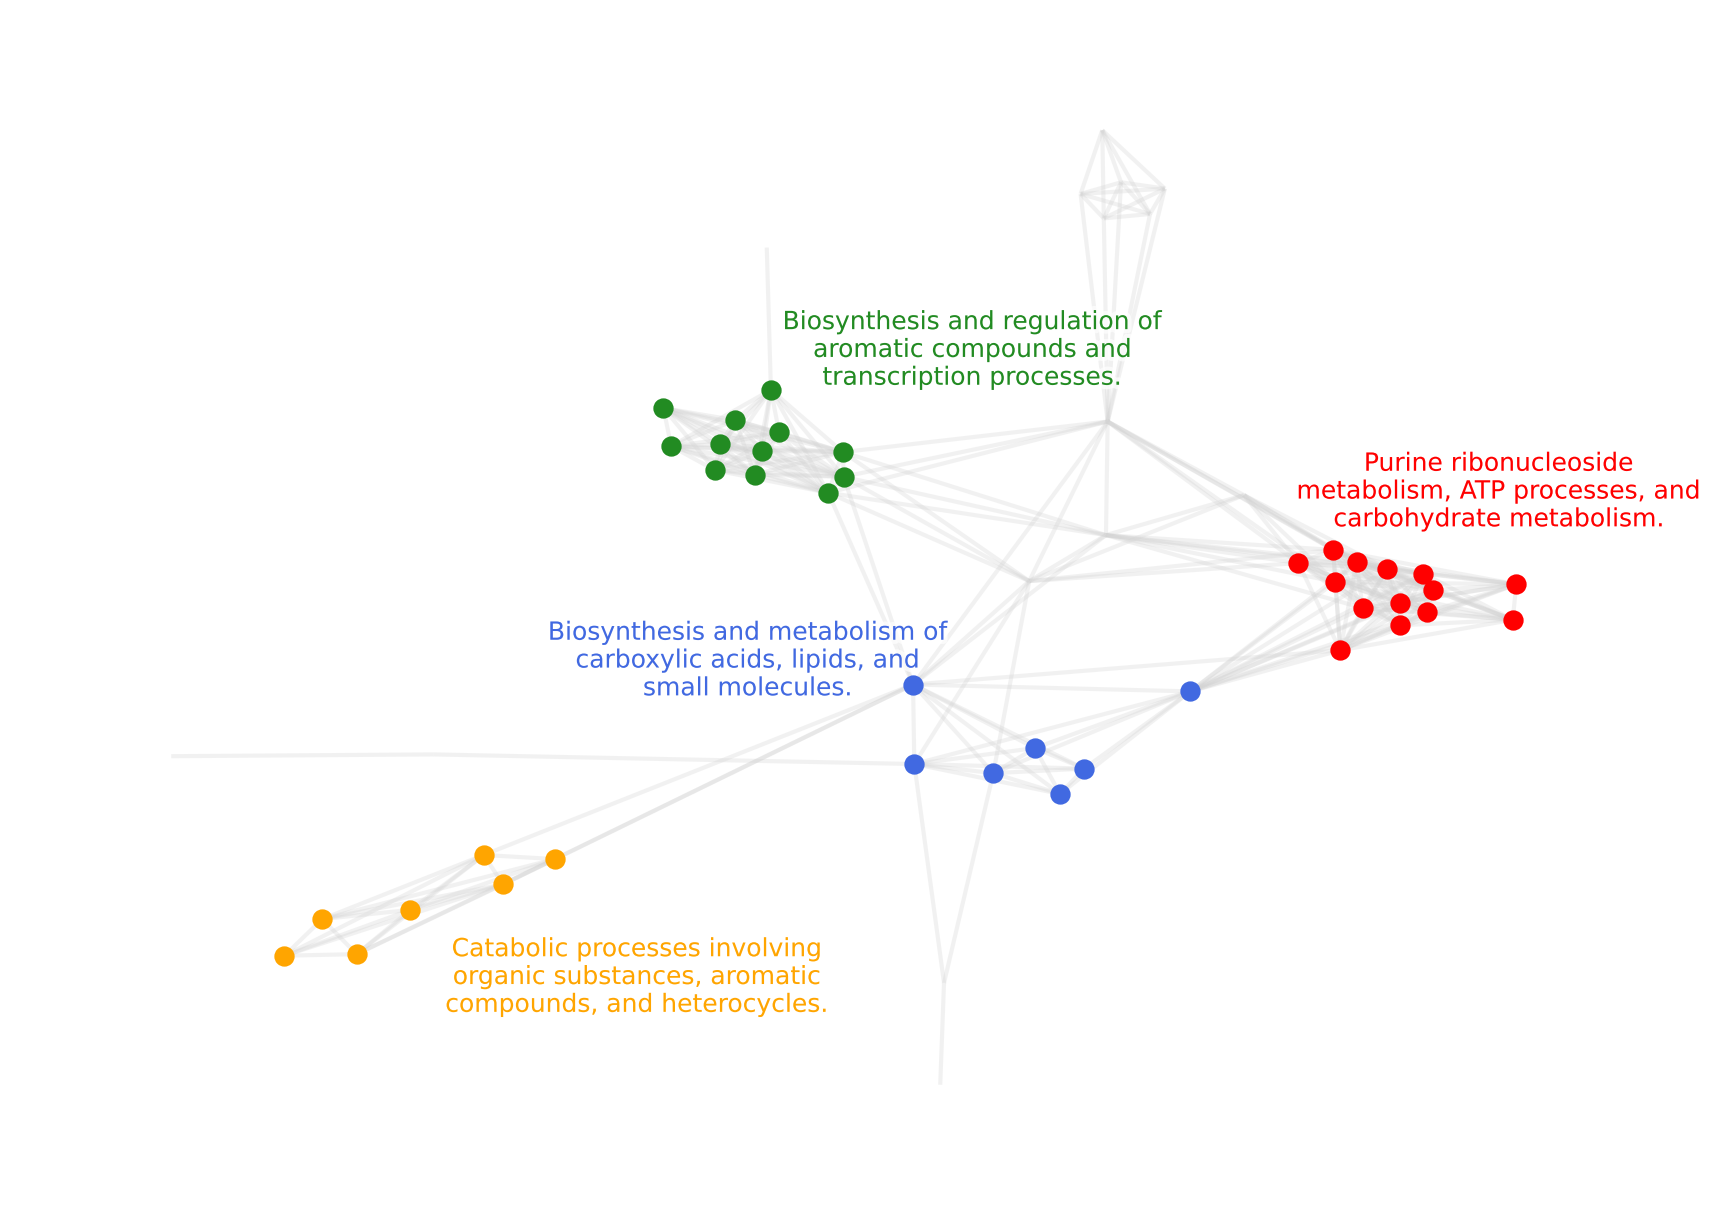 Biosynthesis and regulation of
aromatic compounds and
transcription processes.
Purine ribonucleoside
metabolism, ATP processes, and
carbohydrate metabolism.
Biosynthesis and metabolism of
carboxylic acids, lipids, and
small molecules.
Catabolic processes involving
organic substances, aromatic
compounds, and heterocycles.